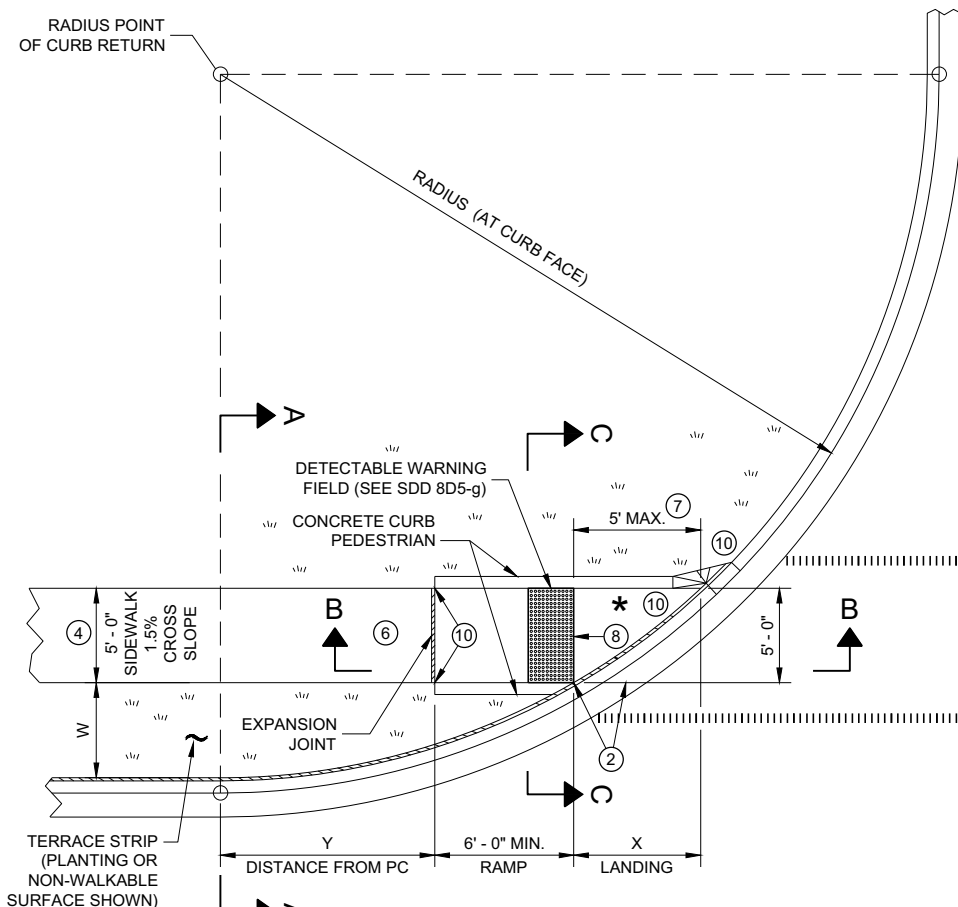 RADIUS POINT
OF CURB RETURN
RADIUS (AT CURB FACE)
A
C
DETECTABLE WARNING
FIELD (SEE SDD 8D5-g)
7
5' MAX.
CONCRETE CURB
PEDESTRIAN
10
4
5' - 0"
SIDEWALK
1.5%
CROSS
SLOPE
B
6
10
8
*
10
5' - 0"
B
W
EXPANSION
JOINT
2
C
TERRACE STRIP
(PLANTING OR
NON-WALKABLE
SURFACE SHOWN)
Y
DISTANCE FROM PC
6' - 0" MIN.
RAMP
X
LANDING